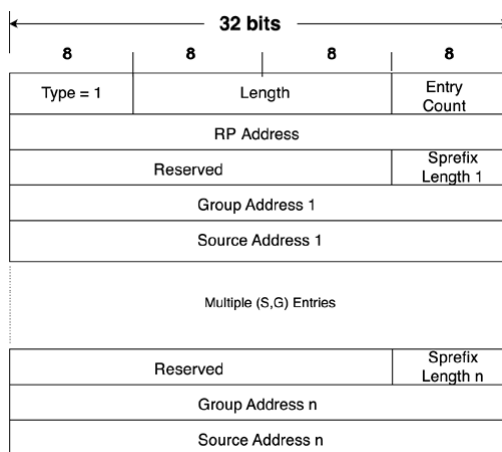 32 bits
8 8 8 8
Type = 1 Length Entry
Count
RP Address
Reserved Sprefix
Length 1
Group Address 1
Source Address 1
Multiple (S,G) Entries
Reserved Sprefix
Length n
Group Address n
Source Address n